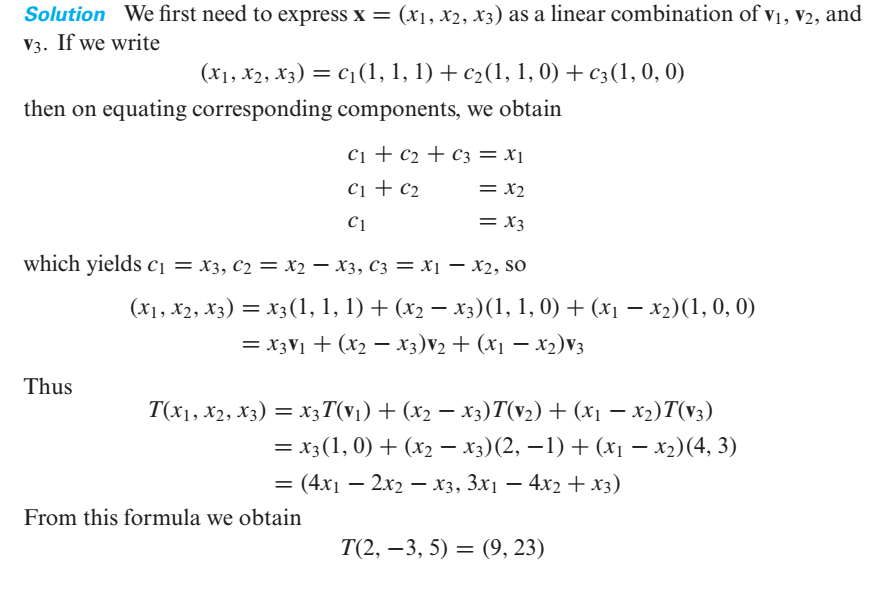 Solution We first need to express x = (x₁, x₂, x₃) as a linear combination of v₁, v₂, and
v₃. If we write
(x₁, x₂, x₃) = c₁(1, 1, 1) + c₂(1, 1, 0) + c₃(1, 0, 0)
then on equating corresponding components, we obtain
c₁ + c₂ + c₃ = x₁
c₁ + c₂ = x₂
c₁ = x₃
which yields c₁ = x₃, c₂ = x₂ − x₃, c₃ = x₁ − x₂, so
(x₁, x₂, x₃) = x₃(1, 1, 1) + (x₂ − x₃)(1, 1, 0) + (x₁ − x₂)(1, 0, 0)
= x₃v₁ + (x₂ − x₃)v₂ + (x₁ − x₂)v₃
Thus
T(x₁, x₂, x₃) = x₃T(v₁) + (x₂ − x₃)T(v₂) + (x₁ − x₂)T(v₃)
= x₃(1, 0) + (x₂ − x₃)(2, −1) + (x₁ − x₂)(4, 3)
= (4x₁ − 2x₂ − x₃, 3x₁ − 4x₂ + x₃)
From this formula we obtain
T(2, −3, 5) = (9, 23)